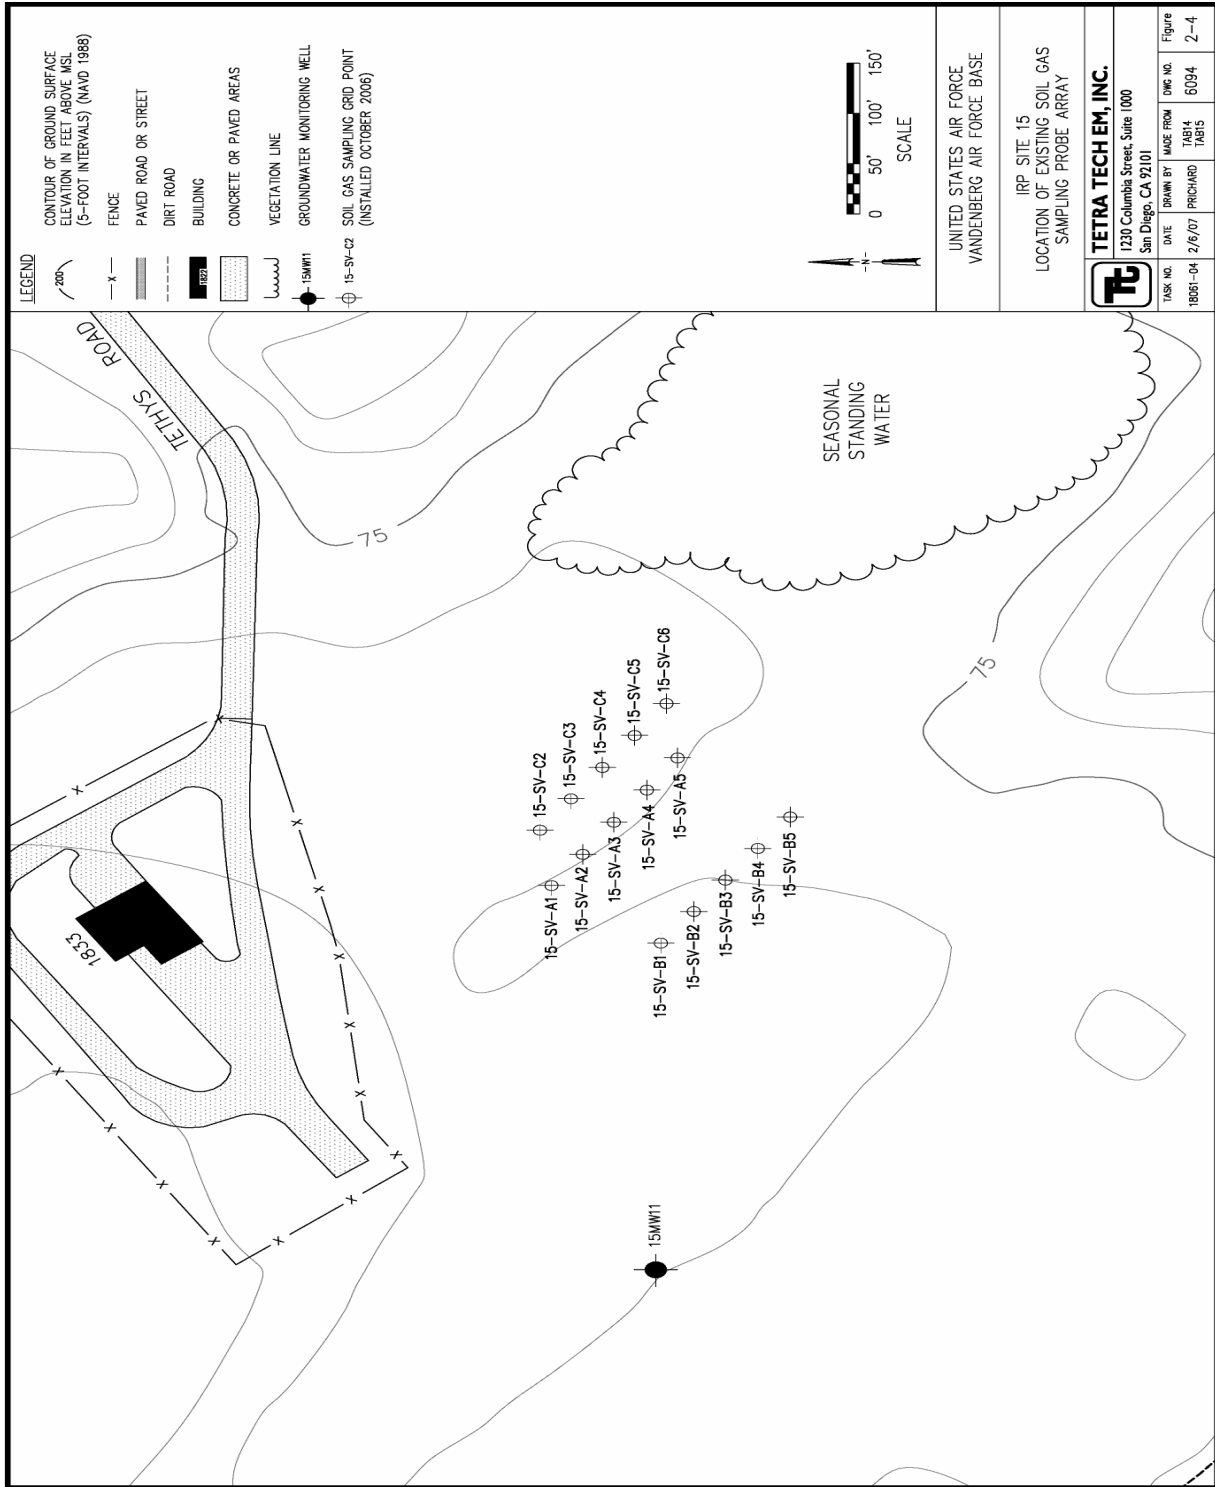 LEGEND
200
CONTOUR OF GROUND SURFACE
ELEVATION IN FEET ABOVE MSL
(5-FOOT INTERVALS) (NAVD 1988)
X
FENCE
PAVED ROAD OR STREET
DIRT ROAD
1822
BUILDING
CONCRETE OR PAVED AREAS
VEGETATION LINE
15MW11
GROUNDWATER MONITORING WELL
15-SV-C2
SOIL GAS SAMPLING GRID POINT
(INSTALLED OCTOBER 2006)
-N-
0 50' 100' 150'
SCALE
UNITED STATES AIR FORCE
VANDENBERG AIR FORCE BASE
IRP SITE 15
LOCATION OF EXISTING SOIL GAS
SAMPLING PROBE ARRAY
Tt
TETRA TECH EM, INC.
1230 Columbia Street, Suite 1000
San Diego, CA 92101
TASK NO.
18061-04
DATE
2/6/07
DRAWN BY
PRICHARD
MADE FROM
TAB14
TAB15
DWG NO.
6094
Figure
2-4
TETHYS ROAD
75
SEASONAL
STANDING
WATER
75
1833
15-SV-C2
15-SV-C3
15-SV-C4
15-SV-C5
15-SV-C6
15-SV-A1
15-SV-A2
15-SV-A3
15-SV-A4
15-SV-A5
15-SV-B1
15-SV-B2
15-SV-B3
15-SV-B4
15-SV-B5
15MW11